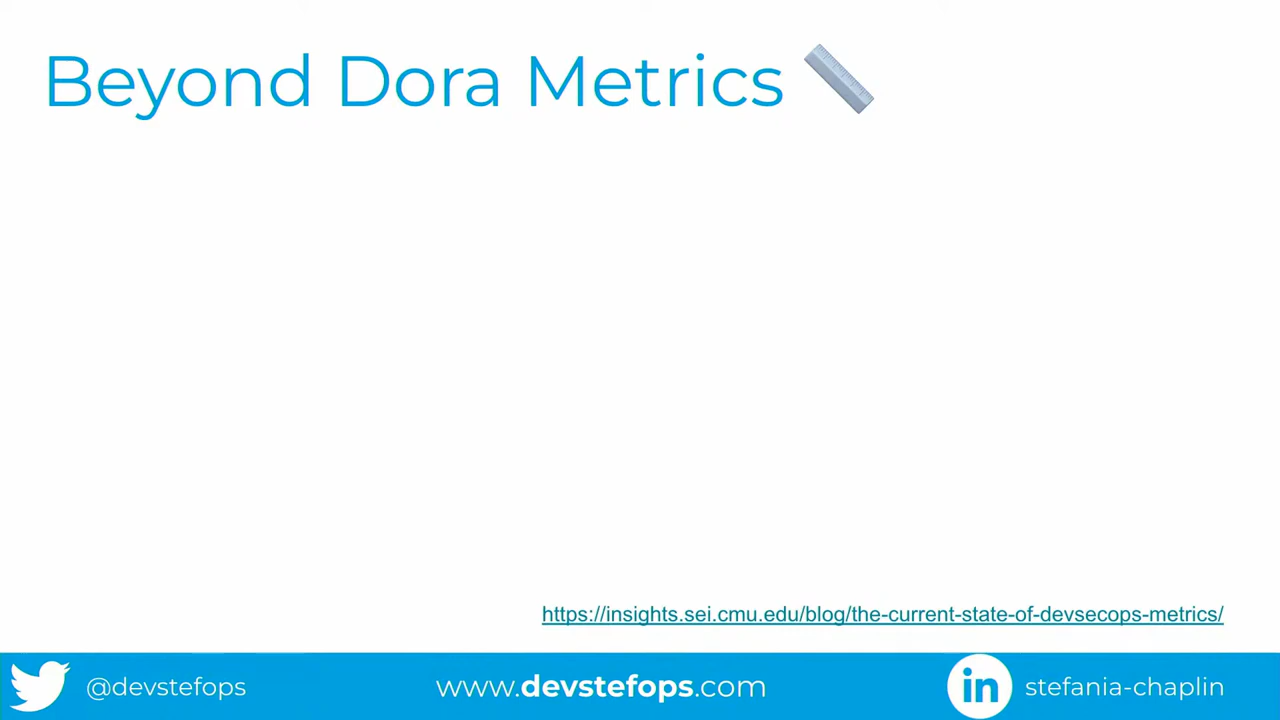 Beyond Dora Metrics
https://insights.sei.cmu.edu/blog/the-current-state-of-devsecops-metrics/
@devstefops
www.devstefops.com
in
stefania-chaplin